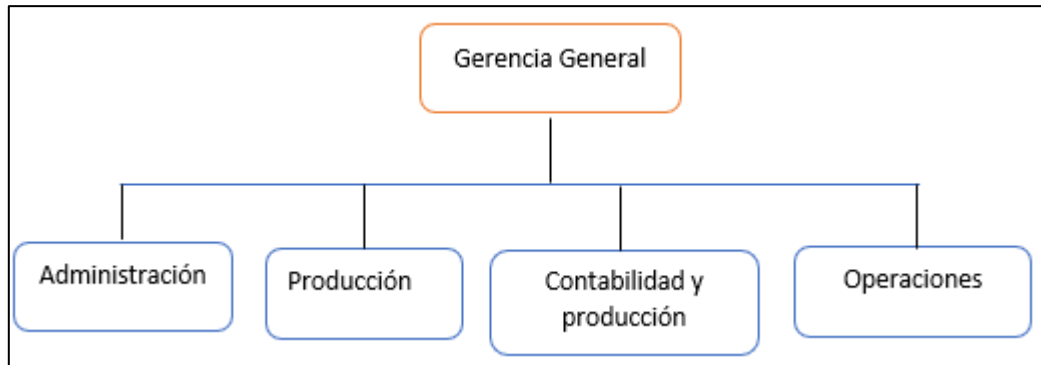 Gerencia General
Administración
Producción
Contabilidad y
producción
Operaciones